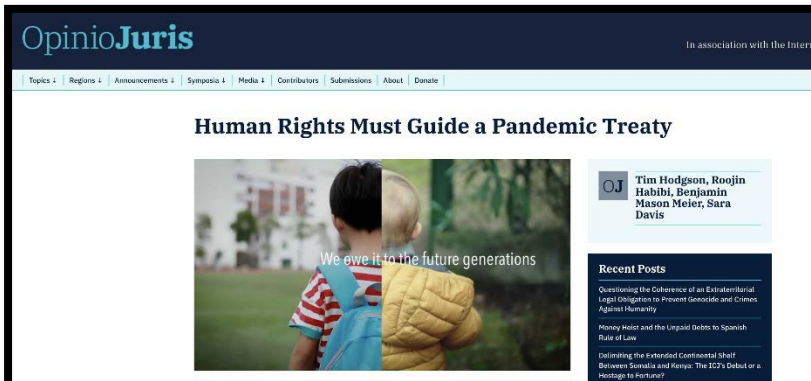 OpinioJuris
In association with the Inter
Topics ↓ Regions ↓ Announcements ↓ Symposia ↓ Media ↓ Contributors Submissions About Donate
Human Rights Must Guide a Pandemic Treaty
We owe it to the future generations
OJ
Tim Hodgson, Roojin
Habibi, Benjamin
Mason Meier, Sara
Davis
Recent Posts
Questioning the Coherence of an Extraterritorial
Legal Obligation to Prevent Genocide and Crimes
Against Humanity
Money Heist and the Unpaid Debts to Spanish
Rule of Law
Delimiting the Extended Continental Shelf
Between Somalia and Kenya: The ICJ's Debut or a
Hostage to Fortune?